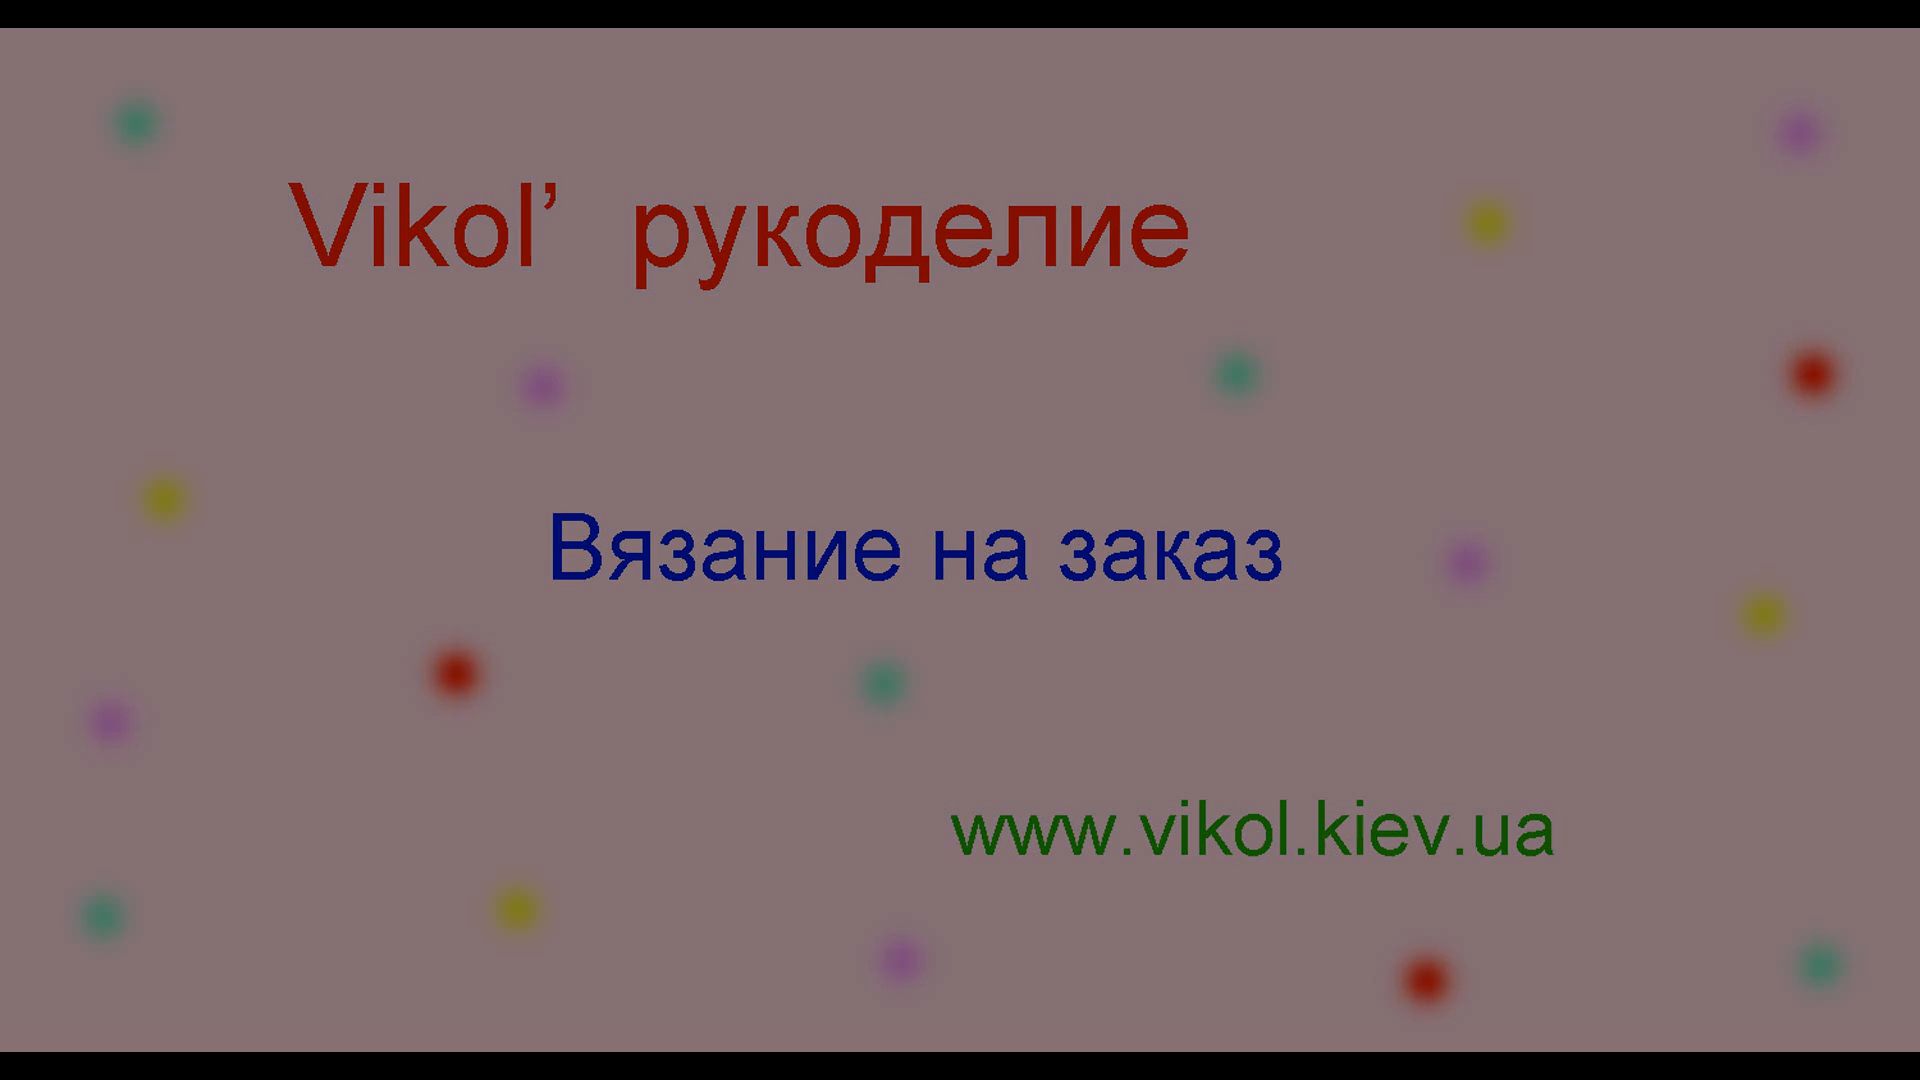 Vikol’ рукоделие
Вязание на заказ
www.vikol.kiev.ua